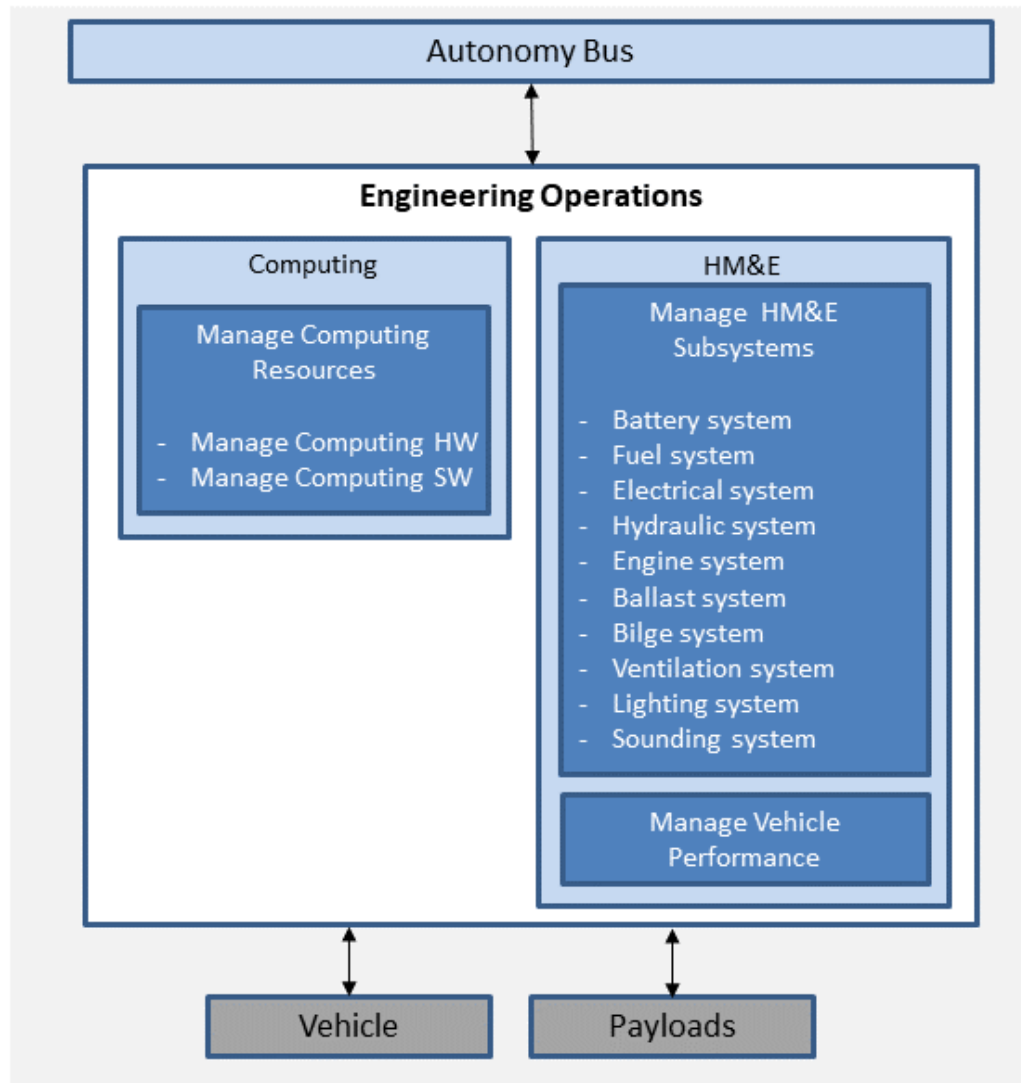 Autonomy Bus
Engineering Operations
Computing
Manage Computing
Resources
- Manage Computing HW
- Manage Computing SW
HM&E
Manage HM&E
Subsystems
- Battery system
- Fuel system
- Electrical system
- Hydraulic system
- Engine system
- Ballast system
- Bilge system
- Ventilation system
- Lighting system
- Sounding system
Manage Vehicle
Performance
Vehicle
Payloads